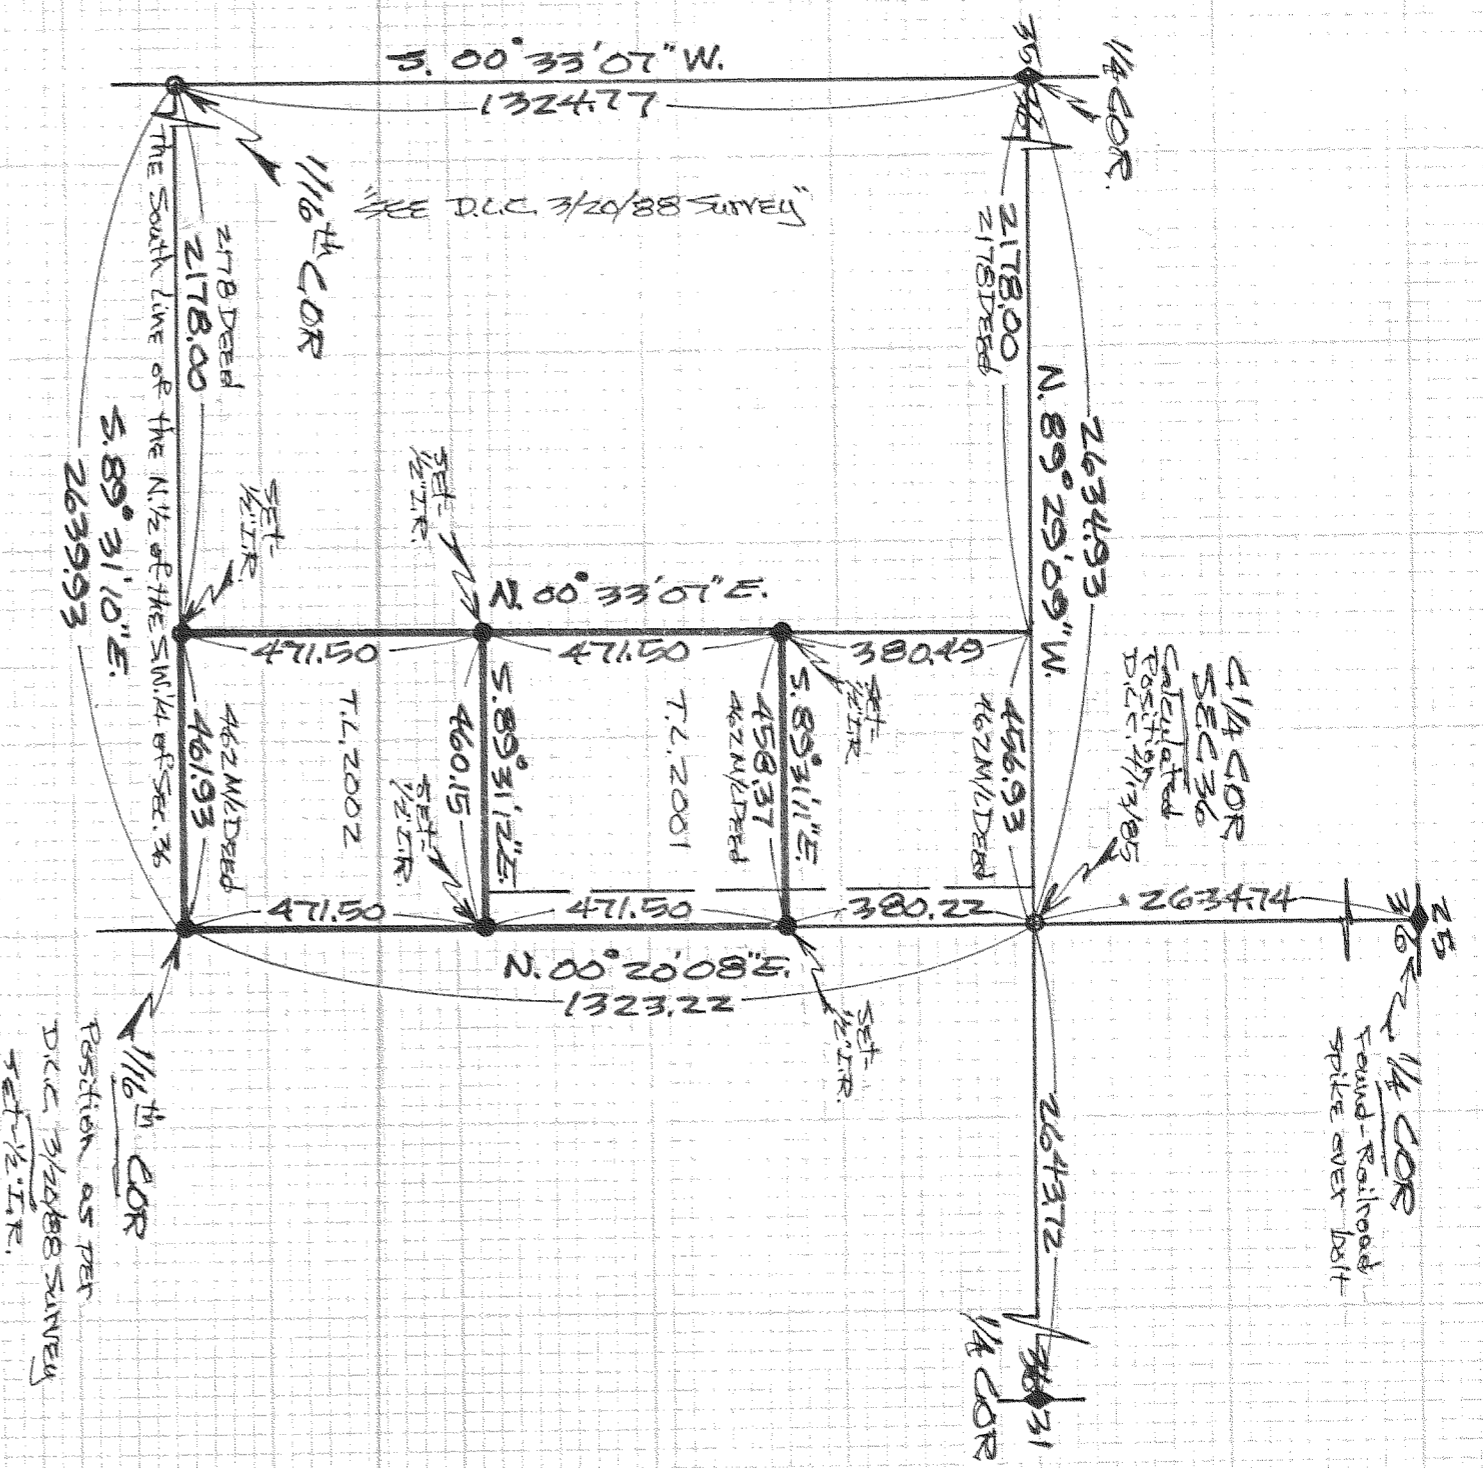 S. 00° 33' 07" W.
1324.77
35
36
1/4 COR.
1/16th COR
"SEE D.L.C. 3/20/88 Survey"
2178 DEED
2178.00
The South Line of the N.1/2 of the SW.1/4 of Sec. 36
S.89° 31' 10" E.
2639.93
2178.00
2178 DEED
2634.93
N. 89° 29' 09" W.
SET-
1/2" I.R.
SET-
1/2" I.R.
N. 00° 33' 07" E.
471.50
471.50
380.49
SET-
1/2" I.R.
C 1/4 COR
SEC 36
Calculated
Position
D.L.C. 4/13/85
462 M/L DEED
461.93
T.L. 2002
S.89° 31' 12" E.
460.15
SET-
1/2" I.R.
T.L. 2001
S.89° 31' 11" E.
458.37
462 M/L DEED
456.93
462 M/L DEED
471.50
471.50
380.22
2634.74
25
36
N. 00° 20' 08" E.
1323.22
SET-
1/2" I.R.
1/4 COR
Found-Railroad
spike over bolt
1/16th COR
Position as per
D.L.C. 3/20/88 Survey
Set-1/2" I.R.
2643.72
36
31
1/4 COR